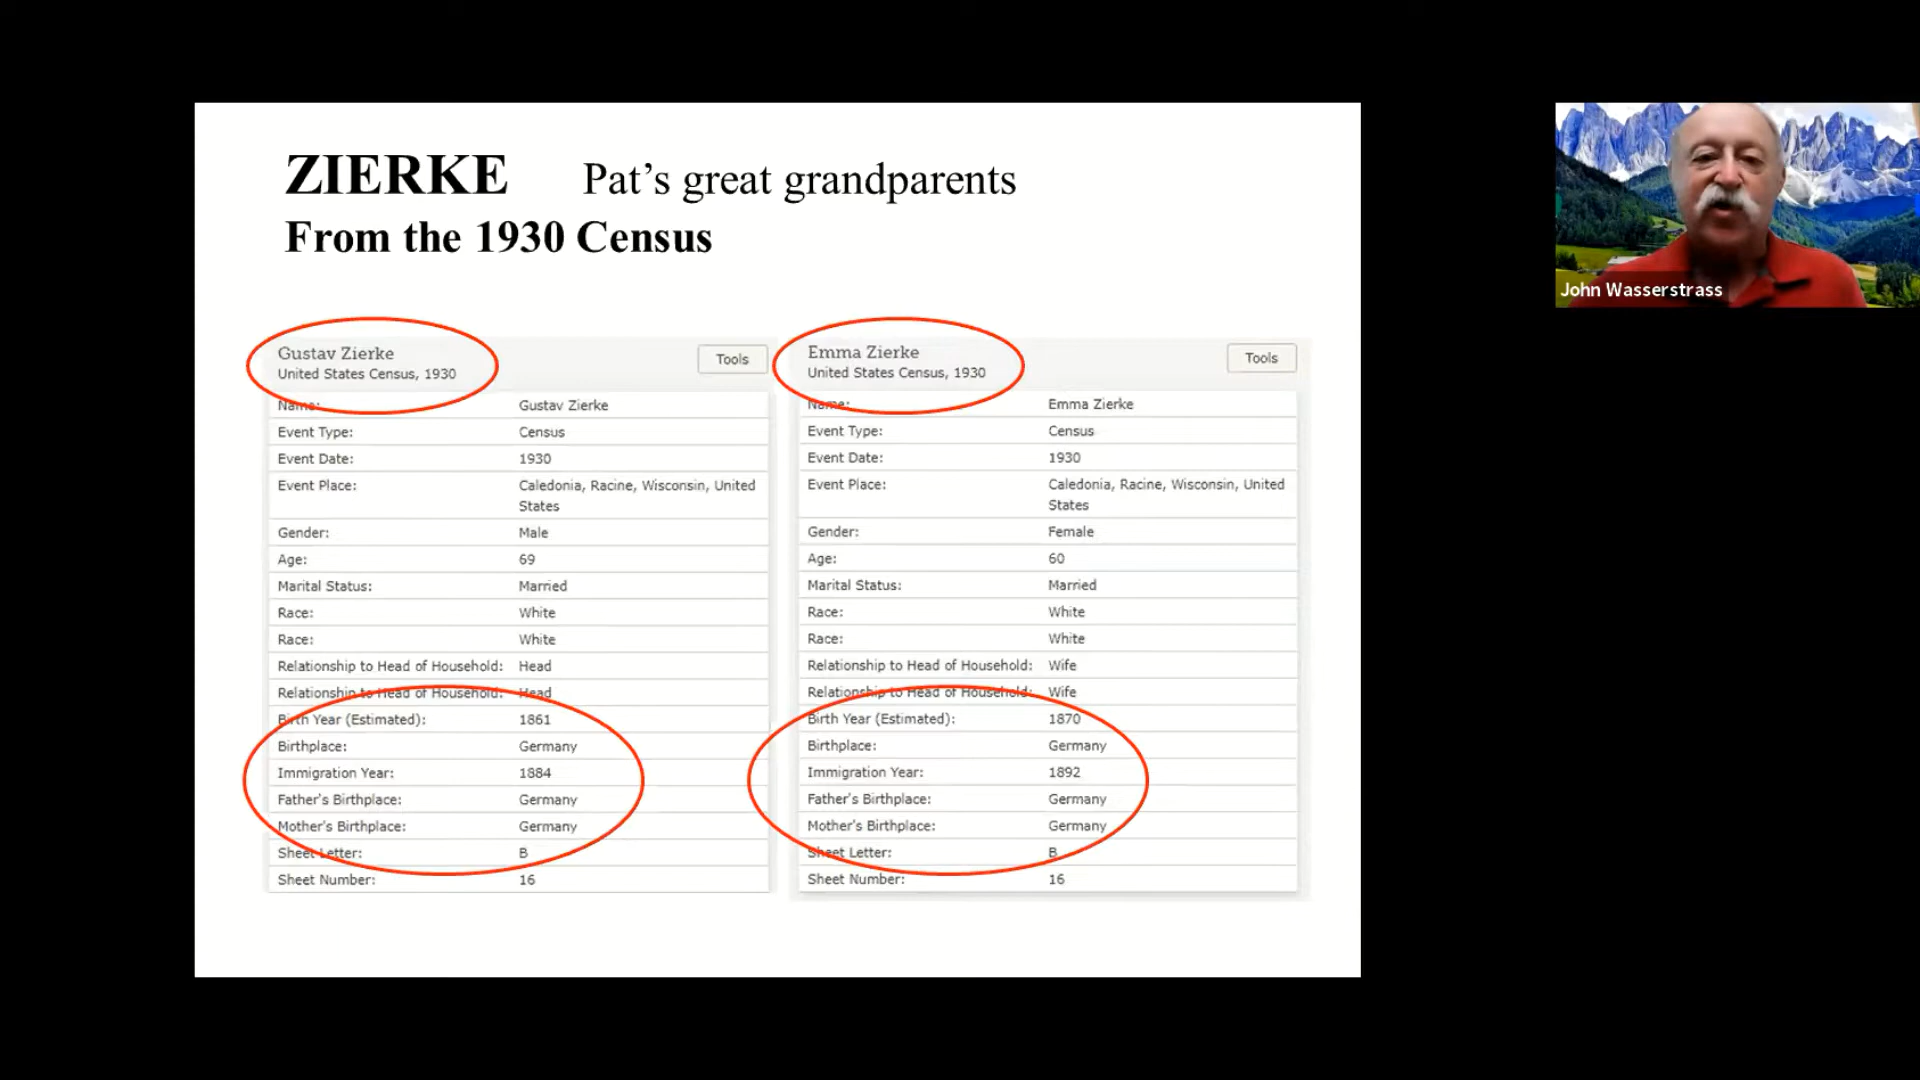 ZIERKE Pat's great grandparents
From the 1930 Census
Gustav Zierke
United States Census, 1930
Tools
Name: Gustav Zierke
Event Type: Census
Event Date: 1930
Event Place: Caledonia, Racine, Wisconsin, United
States
Gender: Male
Age: 69
Marital Status: Married
Race: White
Race: White
Relationship to Head of Household: Head
Relationship to Head of Household: Head
Birth Year (Estimated): 1861
Birthplace: Germany
Immigration Year: 1884
Father's Birthplace: Germany
Mother's Birthplace: Germany
Sheet Letter: B
Sheet Number: 16
Emma Zierke
United States Census, 1930
Tools
Name: Emma Zierke
Event Type: Census
Event Date: 1930
Event Place: Caledonia, Racine, Wisconsin, United
States
Gender: Female
Age: 60
Marital Status: Married
Race: White
Race: White
Relationship to Head of Household: Wife
Relationship to Head of Household: Wife
Birth Year (Estimated): 1870
Birthplace: Germany
Immigration Year: 1892
Father's Birthplace: Germany
Mother's Birthplace: Germany
Sheet Letter: B
Sheet Number: 16
John Wasserstrass